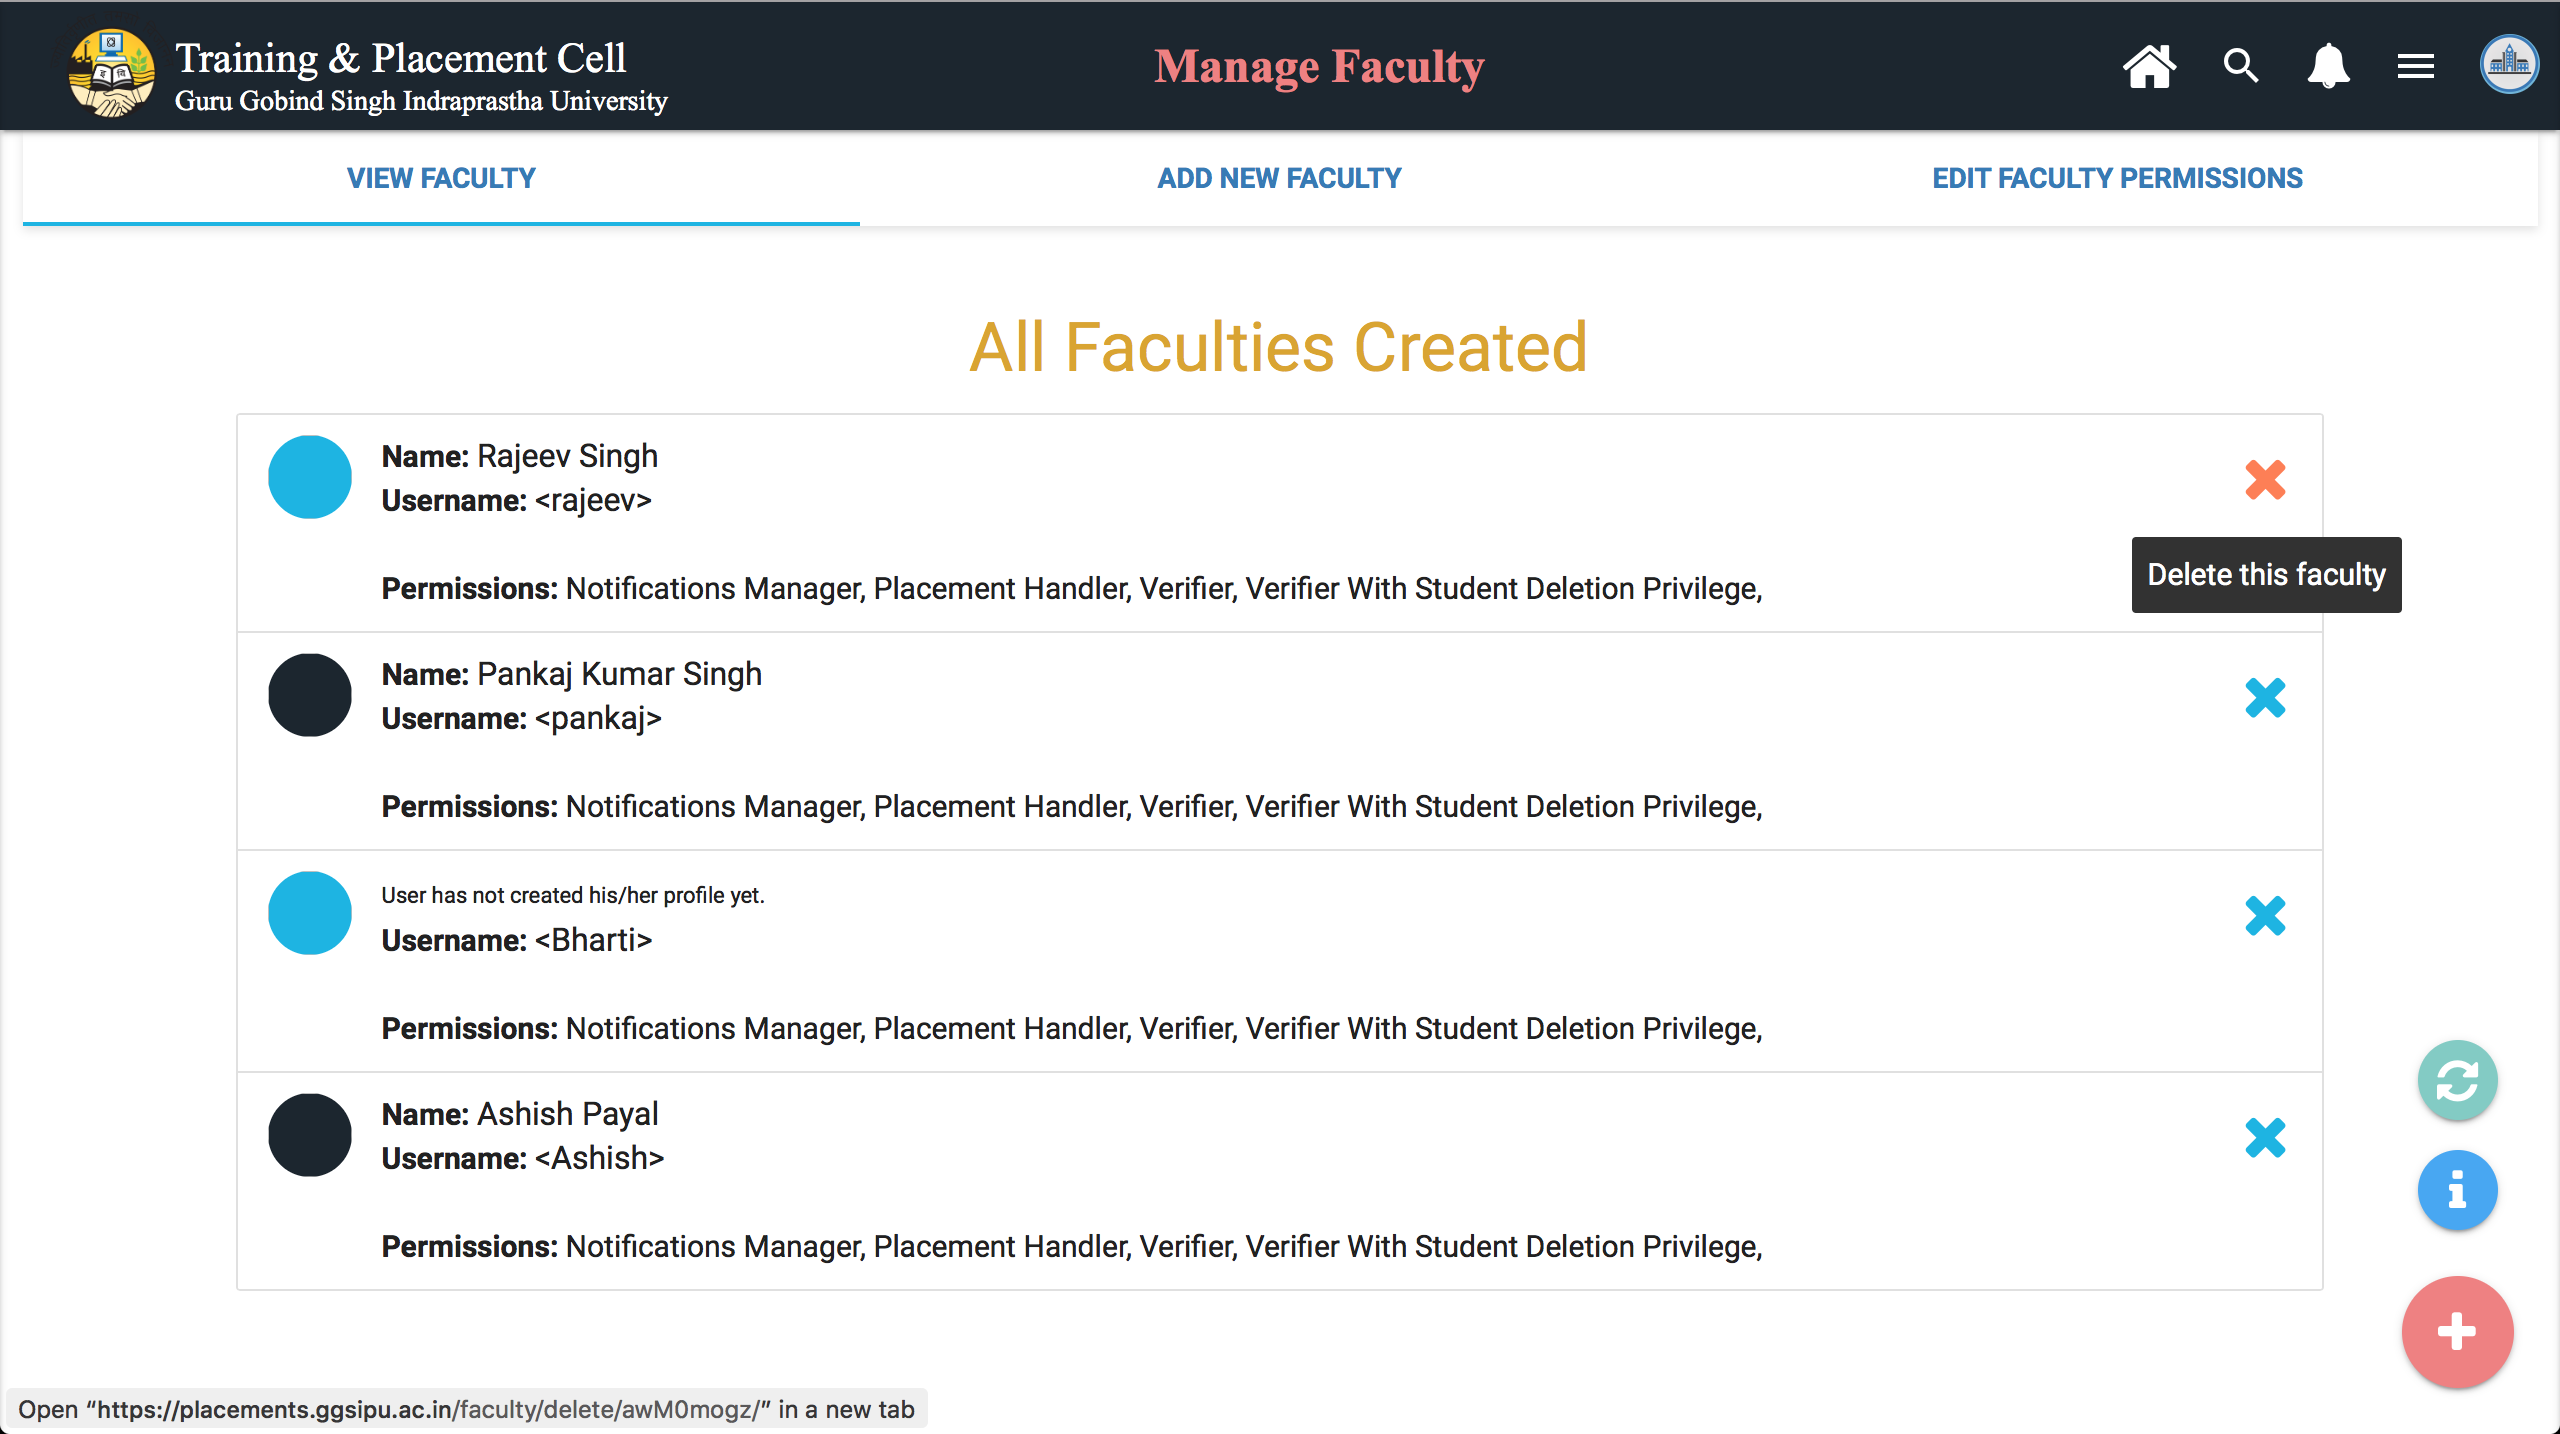 Training & Placement Cell
Guru Gobind Singh Indraprastha University
Manage Faculty
VIEW FACULTY
ADD NEW FACULTY
EDIT FACULTY PERMISSIONS
All Faculties Created
Name: Rajeev Singh
Username: <rajeev>
Delete this faculty
Permissions: Notifications Manager, Placement Handler, Verifier, Verifier With Student Deletion Privilege,
Name: Pankaj Kumar Singh
Username: <pankaj>
Permissions: Notifications Manager, Placement Handler, Verifier, Verifier With Student Deletion Privilege,
User has not created his/her profile yet.
Username: <Bharti>
Permissions: Notifications Manager, Placement Handler, Verifier, Verifier With Student Deletion Privilege,
Name: Ashish Payal
Username: <Ashish>
Permissions: Notifications Manager, Placement Handler, Verifier, Verifier With Student Deletion Privilege,
Open “https://placements.ggsipu.ac.in/faculty/delete/awM0mogz/” in a new tab